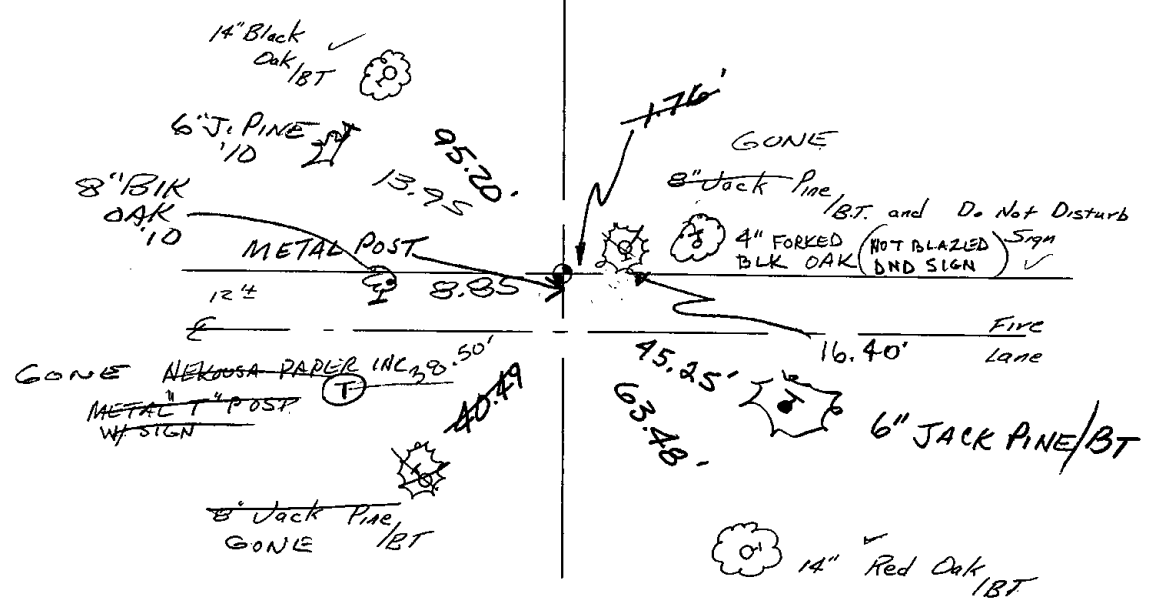 14" Black ✓
Oak/BT
6" J. PINE
'10
95.20'
13.95
1.76'
GONE
8" Jack Pine
/B.T. and Do Not Disturb
Sign ✓
4" FORKED
BLK OAK
(NOT BLAZED
DND SIGN)
8" BLK
OAK
'10
METAL POST
8.85
12'±
℄
Fire
Lane
16.40'
GONE NEKOOSA PAPER INC.
METAL "T" POST
W/ SIGN
T
38.50'
40.49
45.25'
63.48'
6" JACK PINE/BT
8" Jack Pine
/BT
GONE
14" Red Oak ✓
/BT